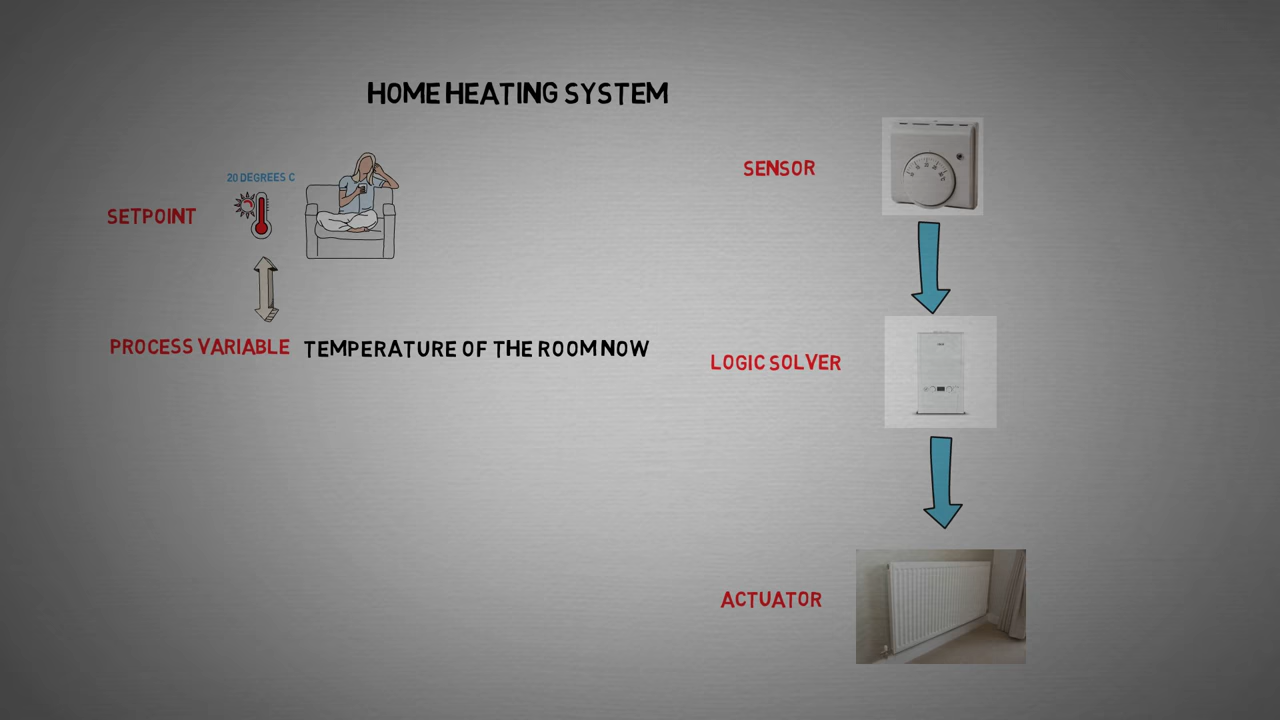 HOME HEATING SYSTEM
20 DEGREES C
SETPOINT
PROCESS VARIABLE TEMPERATURE OF THE ROOM NOW
SENSOR
LOGIC SOLVER
ACTUATOR